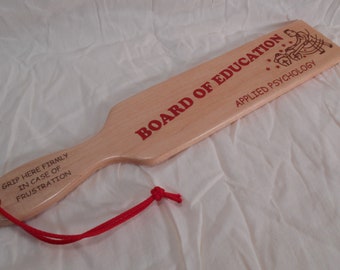 BOARD OF EDUCATION
APPLIED PSYCHOLOGY
GRIP HERE FIRMLY
IN CASE OF
FRUSTRATION